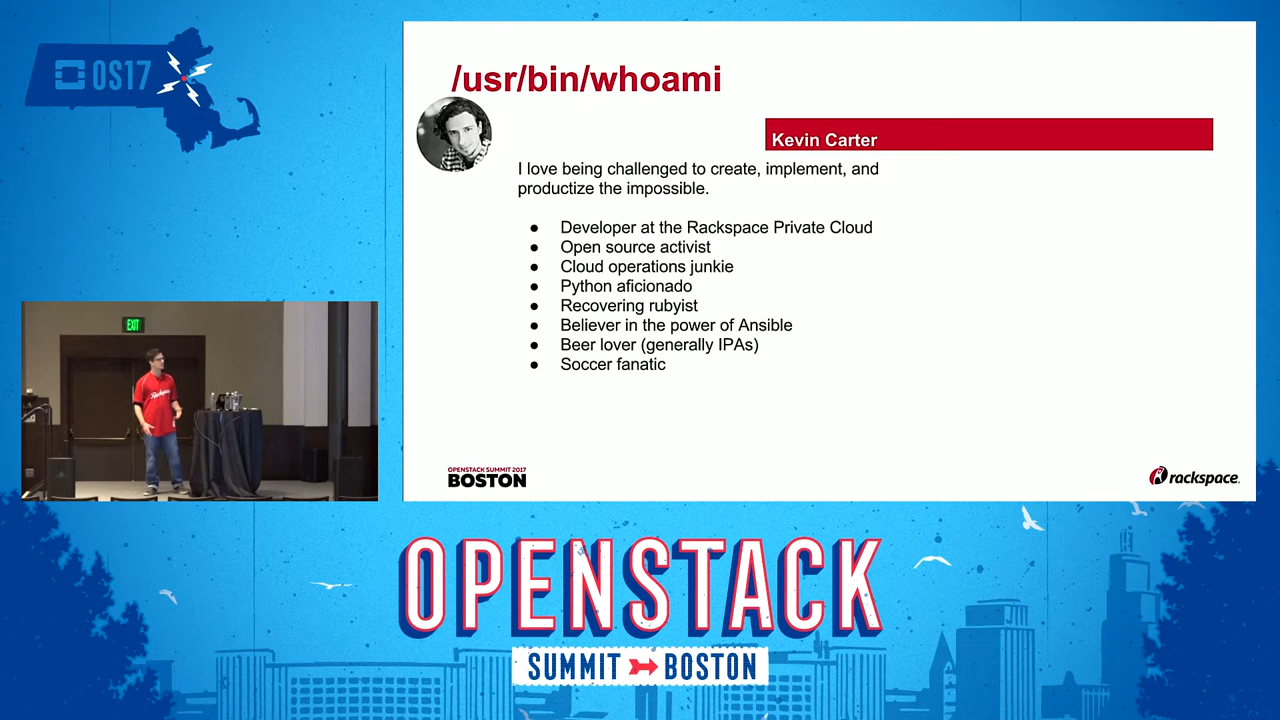 OS17
/usr/bin/whoami
Kevin Carter
I love being challenged to create, implement, and
productize the impossible.
● Developer at the Rackspace Private Cloud
● Open source activist
● Cloud operations junkie
● Python aficionado
● Recovering rubyist
● Believer in the power of Ansible
● Beer lover (generally IPAs)
● Soccer fanatic
EXIT
Rackspace
OPENSTACK SUMMIT 2017
BOSTON
rackspace.
OPENSTACK
SUMMIT BOSTON